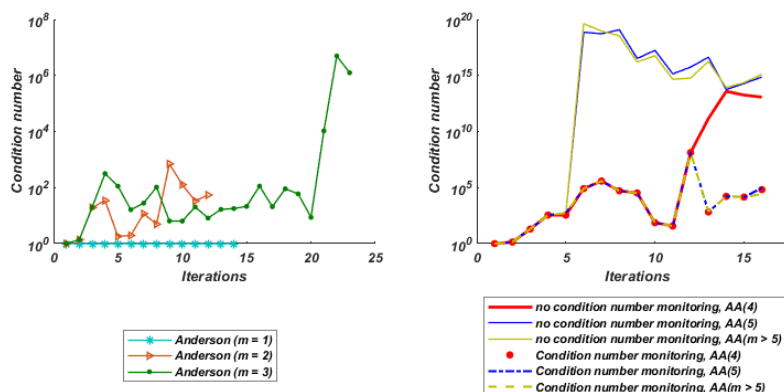 10^8
10^6
10^4
10^2
10^0
Condition number
0
5
10
15
20
25
Iterations
Anderson (m = 1)
Anderson (m = 2)
Anderson (m = 3)
10^20
10^15
10^10
10^5
10^0
Condition number
0
5
10
15
Iterations
no condition number monitoring, AA(4)
no condition number monitoring, AA(5)
no condition number monitoring, AA(m > 5)
Condition number monitoring, AA(4)
Condition number monitoring, AA(5)
Condition number monitoring, AA(m > 5)